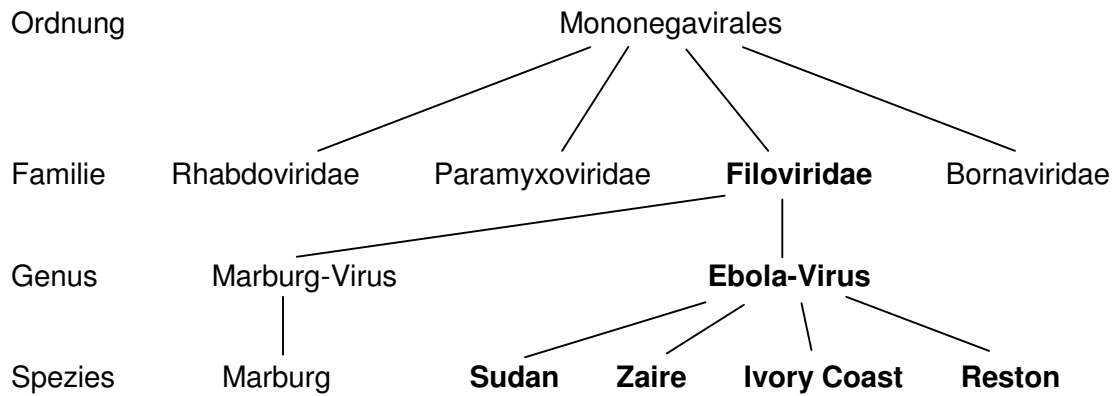 Ordnung Mononegavirales
Familie Rhabdoviridae Paramyxoviridae Filoviridae Bornaviridae
Genus Marburg-Virus Ebola-Virus
Spezies Marburg Sudan Zaire Ivory Coast Reston